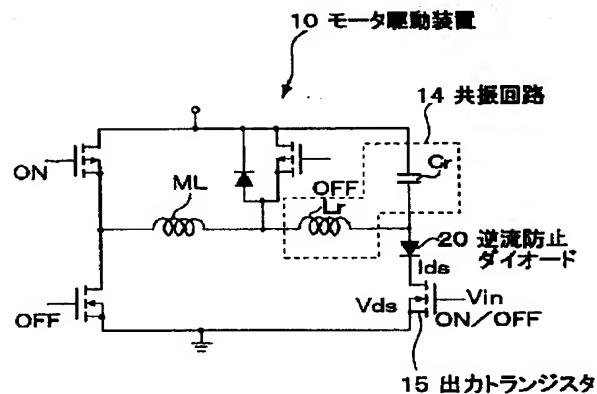 10 モータ駆動装置
14 共振回路
ON
ML
OFF
Lr
Cr
20 逆流防止
ダイオード
Ids
OFF
Vds
Vin
ON/OFF
15 出力トランジスタ